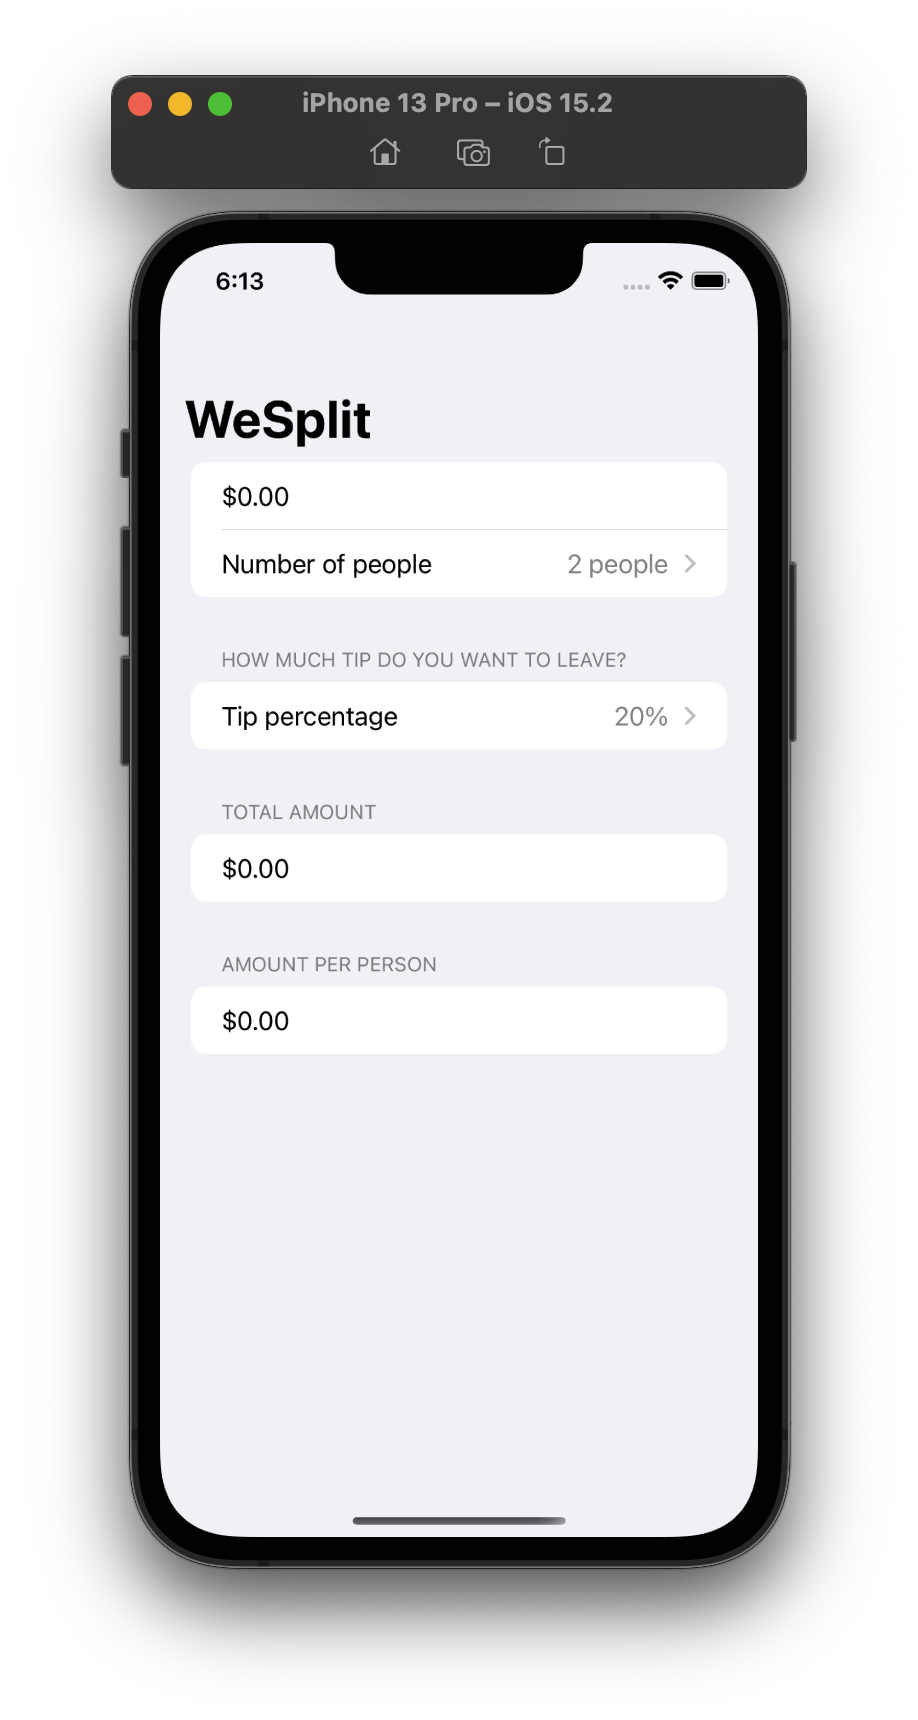 iPhone 13 Pro – iOS 15.2
6:13
WeSplit
$0.00
Number of people 2 people
HOW MUCH TIP DO YOU WANT TO LEAVE?
Tip percentage 20%
TOTAL AMOUNT
$0.00
AMOUNT PER PERSON
$0.00